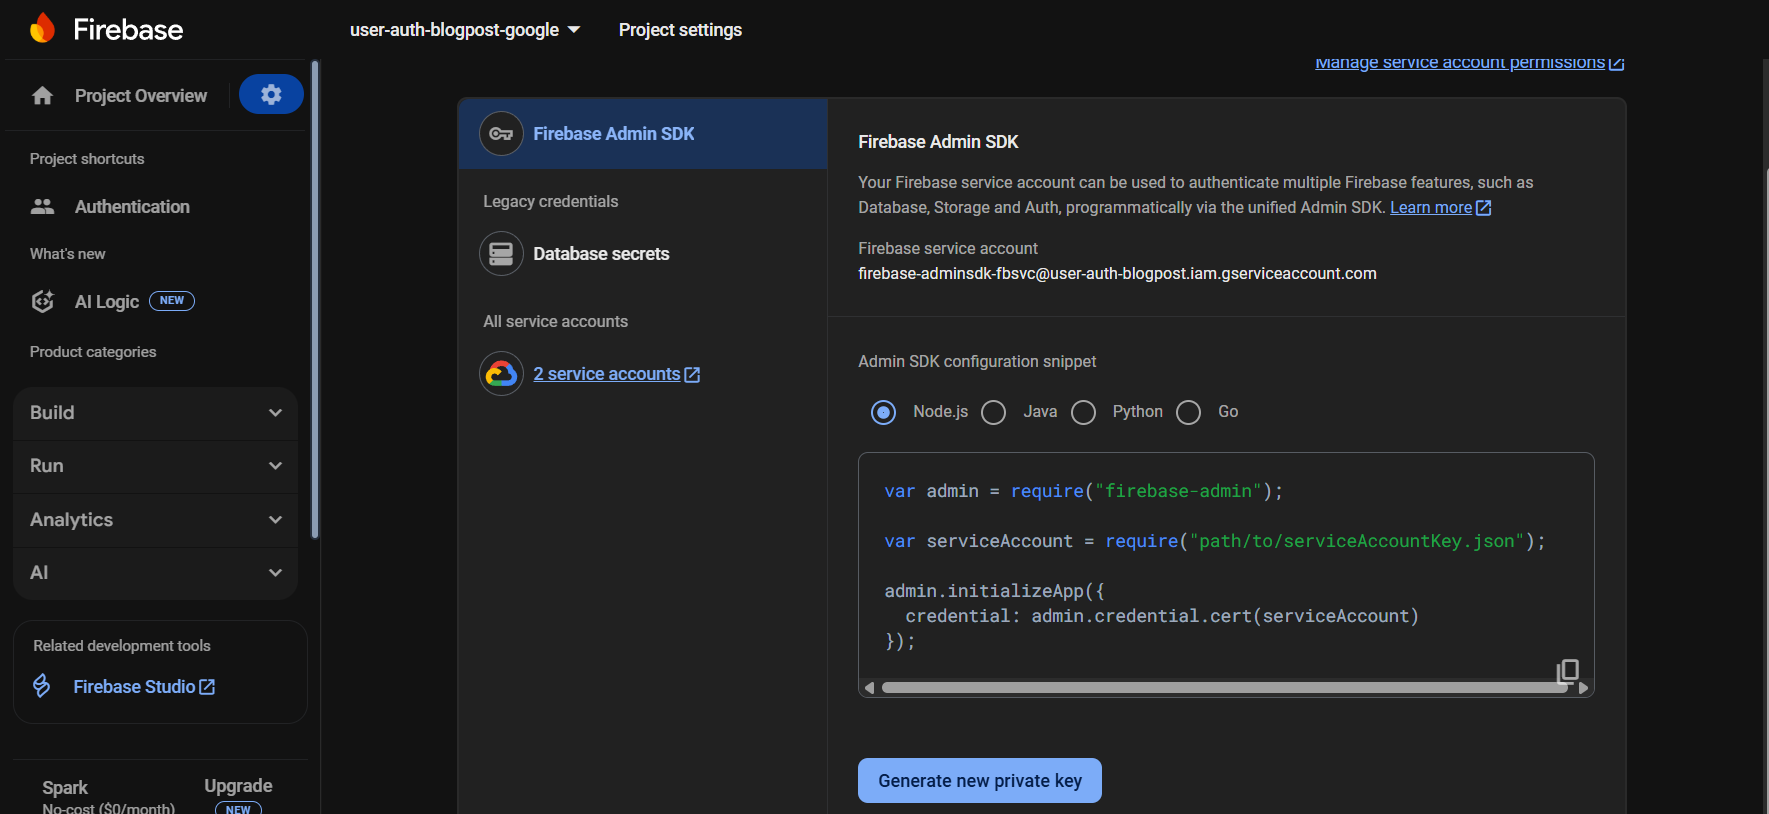 Firebase
user-auth-blogpost-google
Project settings
Project Overview
Project shortcuts
Authentication
What's new
AI Logic NEW
Product categories
Build
Run
Analytics
AI
Related development tools
Firebase Studio
Spark
No-cost ($0/month)
Upgrade
NEW
Manage service account permissions
Firebase Admin SDK
Legacy credentials
Database secrets
All service accounts
2 service accounts
Firebase Admin SDK
Your Firebase service account can be used to authenticate multiple Firebase features, such as
Database, Storage and Auth, programmatically via the unified Admin SDK. Learn more
Firebase service account
firebase-adminsdk-fbsvc@user-auth-blogpost.iam.gserviceaccount.com
Admin SDK configuration snippet
Node.js Java Python Go
var admin = require("firebase-admin");
var serviceAccount = require("path/to/serviceAccountKey.json");
admin.initializeApp({
  credential: admin.credential.cert(serviceAccount)
});
Generate new private key